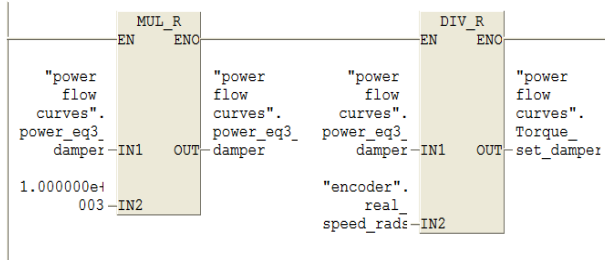 MUL_R
EN ENO
"power
flow
curves".
power_eq3_
damper IN1
1.000000e+
003 IN2
OUT
"power
flow
curves".
power_eq3_
damper
DIV_R
EN ENO
"power
flow
curves".
power_eq3_
damper IN1
"encoder".
real_
speed_rads IN2
OUT
"power
flow
curves".
Torque_
set_damper